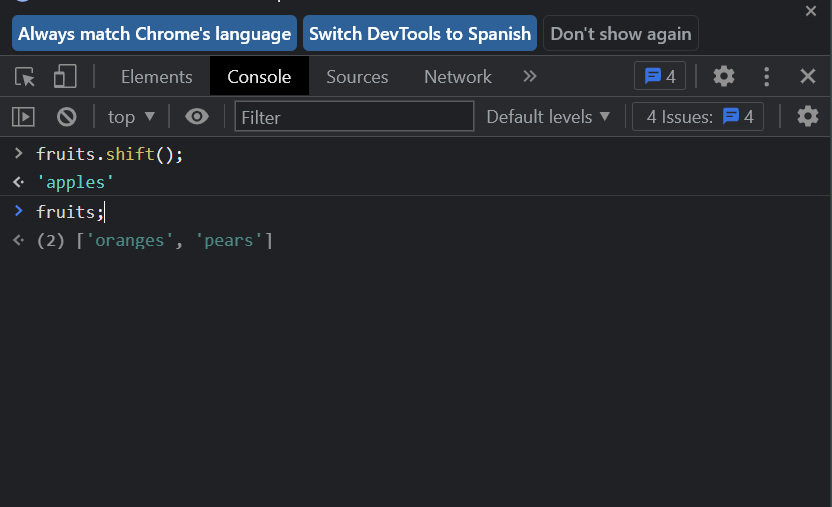 Always match Chrome's language Switch DevTools to Spanish Don't show again
Elements Console Sources Network 4
top Filter Default levels 4 Issues: 4
fruits.shift();
'apples'
fruits;
(2) ['oranges', 'pears']